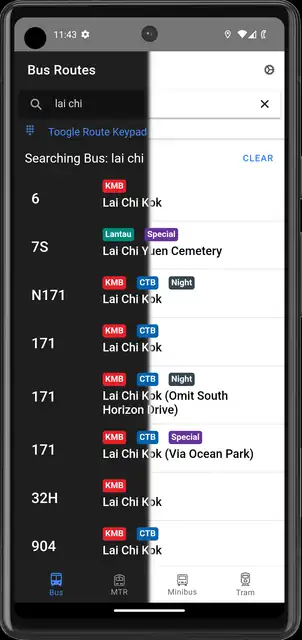 11:43
Bus Routes
lai chi
Toogle Route Keypad
Searching Bus: lai chi
CLEAR
6
KMB
Lai Chi Kok
7S
Lantau Special
Lai Chi Yuen Cemetery
N171
KMB CTB Night
Lai Chi Kok
171
KMB CTB
Lai Chi Kok
171
KMB CTB Night
Lai Chi Kok (Omit South
Horizon Drive)
171
KMB CTB Special
Lai Chi Kok (Via Ocean Park)
32H
KMB
Lai Chi Kok
904
KMB CTB
Lai Chi Kok
Bus MTR Minibus Tram